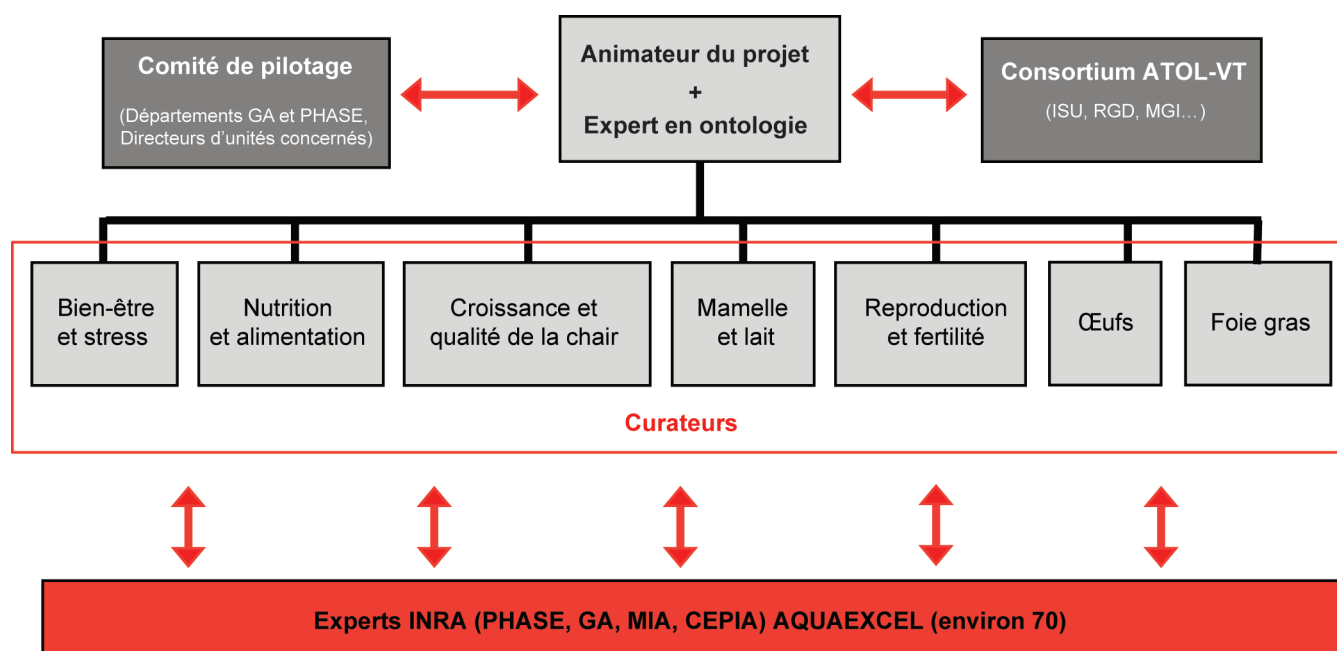 Comité de pilotage
(Départements GA et PHASE,
Directeurs d'unités concernés)
Animateur du projet
+
Expert en ontologie
Consortium ATOL-VT
(ISU, RGD, MGI…)
Bien-être
et stress
Nutrition
et alimentation
Croissance et
qualité de la chair
Mamelle
et lait
Reproduction
et fertilité
Œufs
Foie gras
Curateurs
Experts INRA (PHASE, GA, MIA, CEPIA) AQUAEXCEL (environ 70)